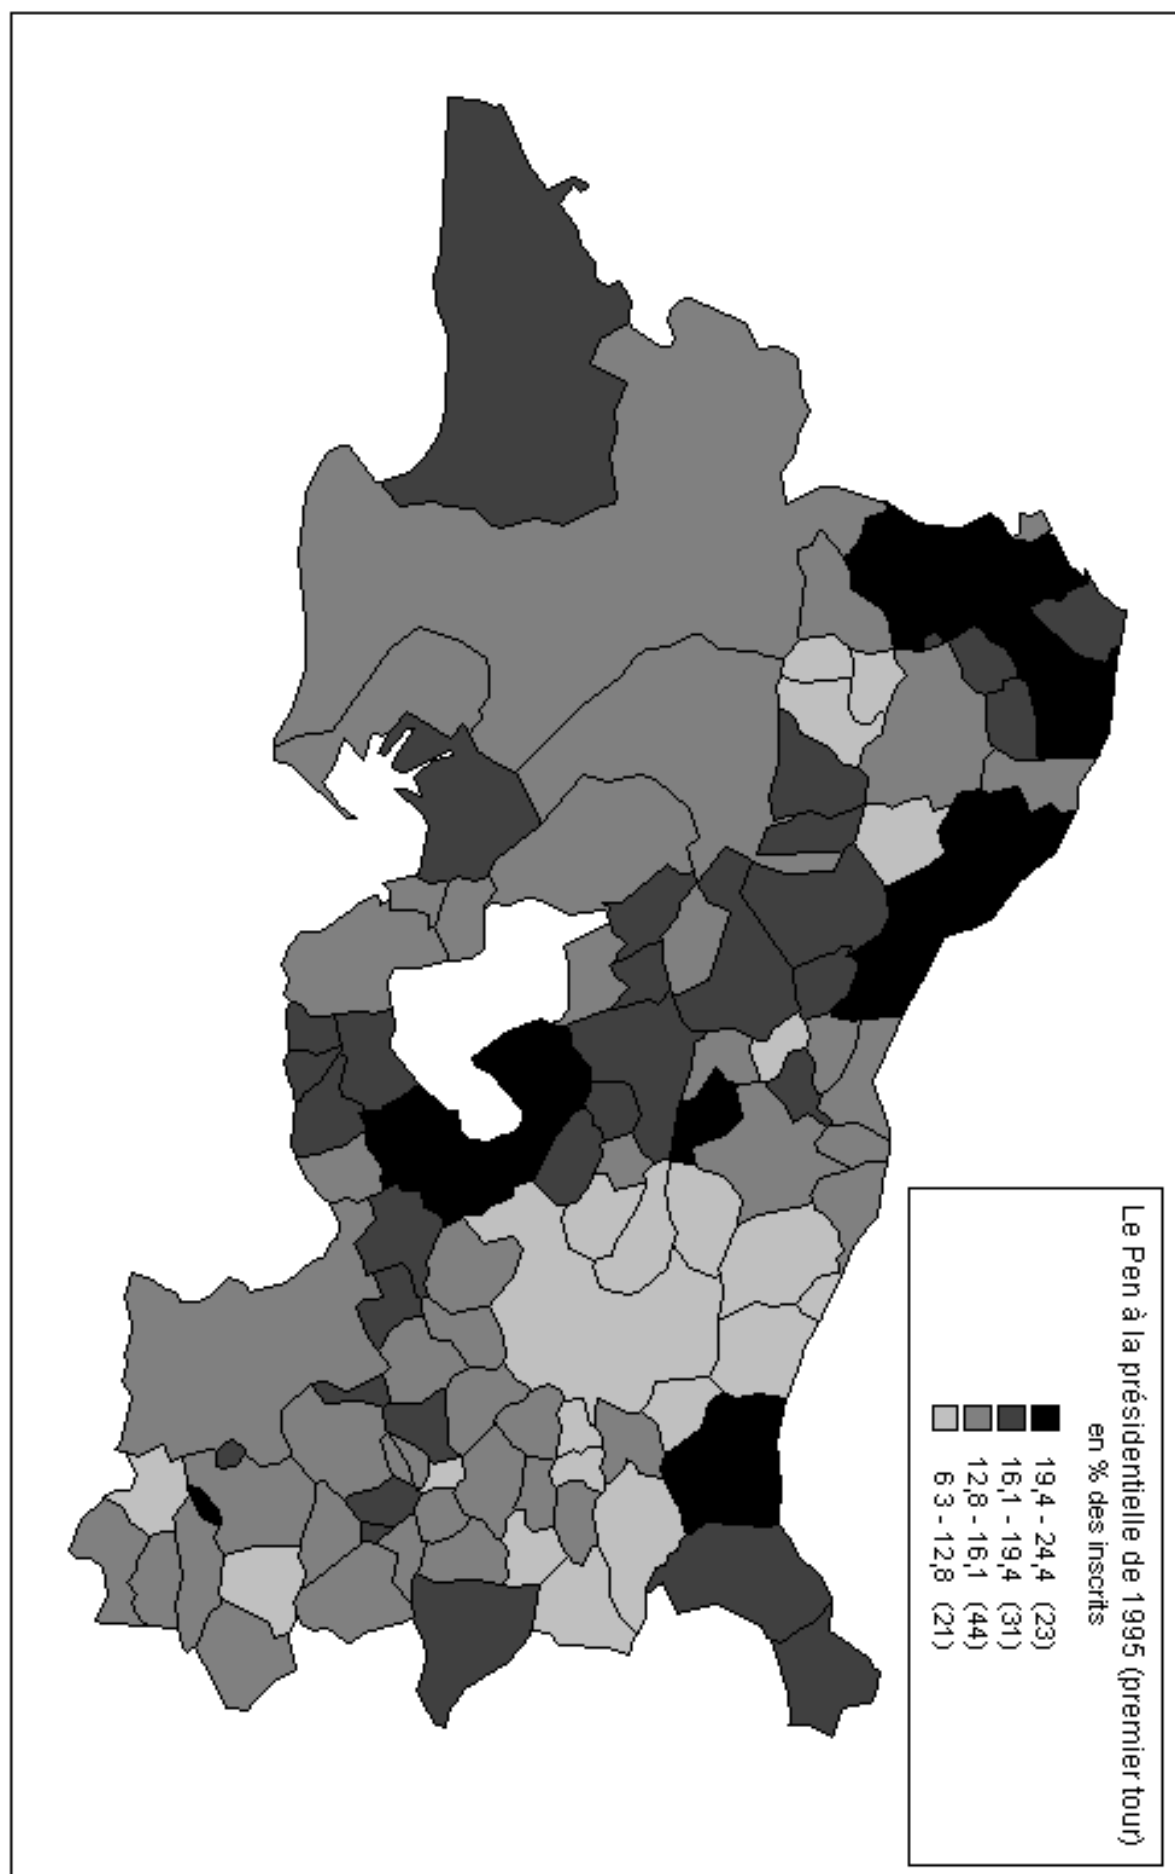 Le Pen à la présidentielle de 1995 (premier tour)
en % des inscrits
19,4 - 24,4 (23)
16,1 - 19,4 (31)
12,8 - 16,1 (44)
6,3 - 12,8 (21)